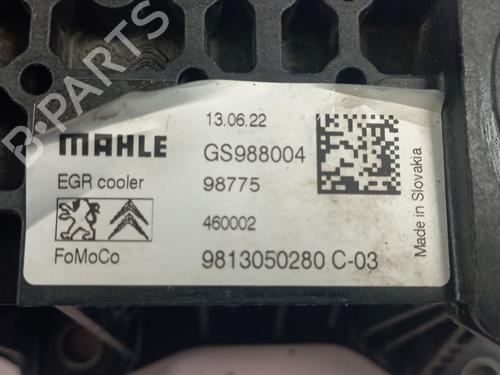 13.06.22
MAHLE
GS988004
EGR cooler
98775
460002
FoMoCo
9813050280 C-03
Made in Slovakia
B-PARTS